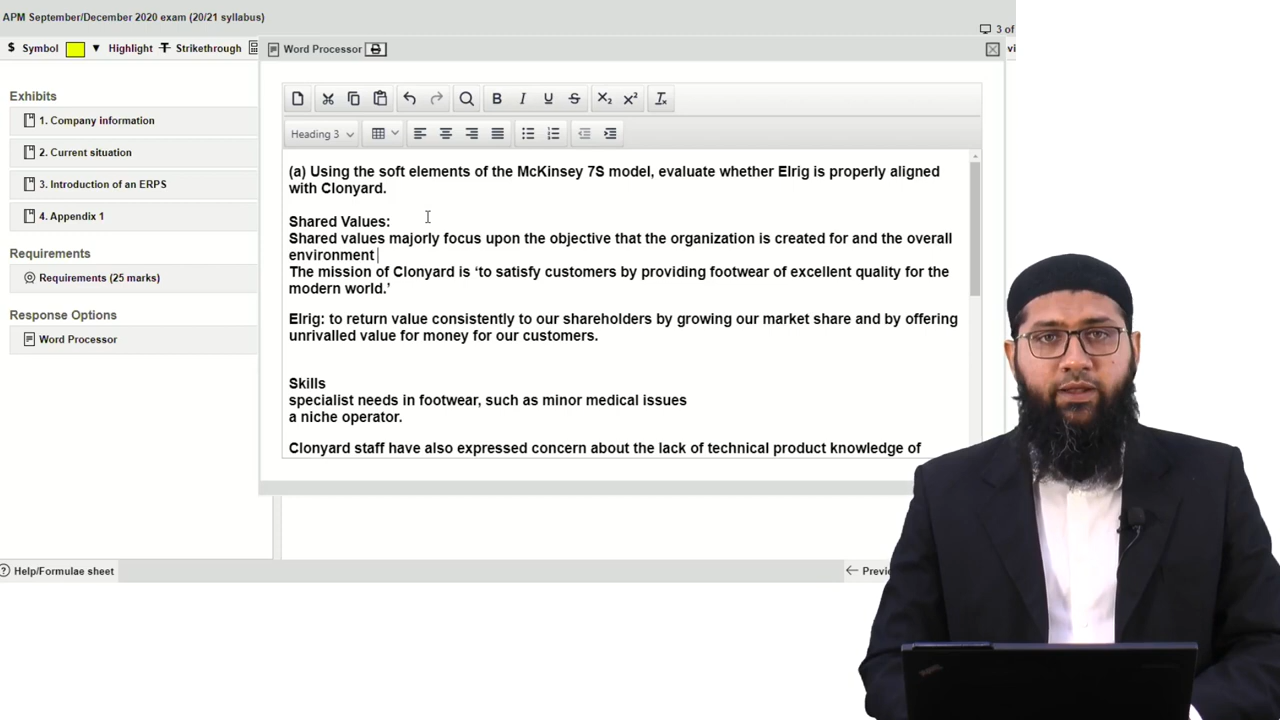 APM September/December 2020 exam (20/21 syllabus)
3 of
$ Symbol Highlight Strikethrough
Word Processor
Exhibits
1. Company information
2. Current situation
3. Introduction of an ERPS
4. Appendix 1
Requirements
Requirements (25 marks)
Response Options
Word Processor
B I U S X₂ X² Tx
Heading 3
(a) Using the soft elements of the McKinsey 7S model, evaluate whether Elrig is properly aligned
with Clonyard.
Shared Values:
Shared values majorly focus upon the objective that the organization is created for and the overall
environment
The mission of Clonyard is ‘to satisfy customers by providing footwear of excellent quality for the
modern world.’
Elrig: to return value consistently to our shareholders by growing our market share and by offering
unrivalled value for money for our customers.
Skills
specialist needs in footwear, such as minor medical issues
a niche operator.
Clonyard staff have also expressed concern about the lack of technical product knowledge of
Help/Formulae sheet